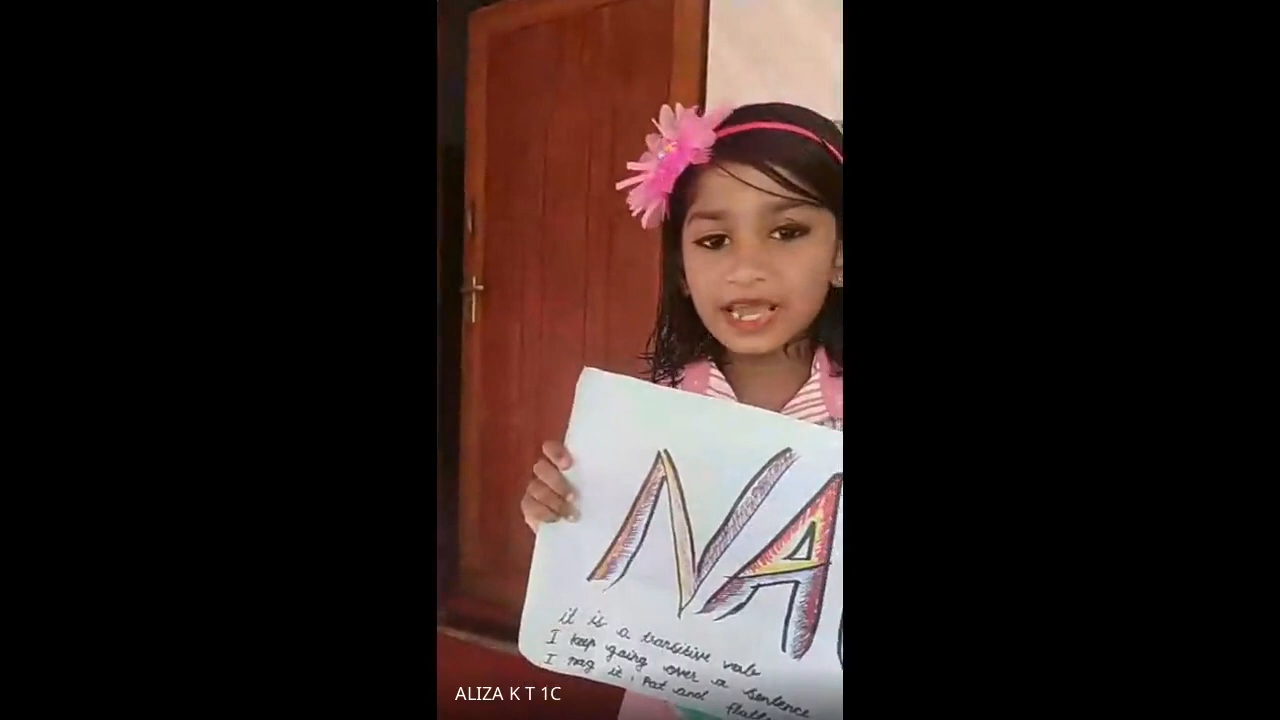 NA
it is a transitive verb
I keep going over a sentence
I nag it, Pat and
ALIZA K T 1C